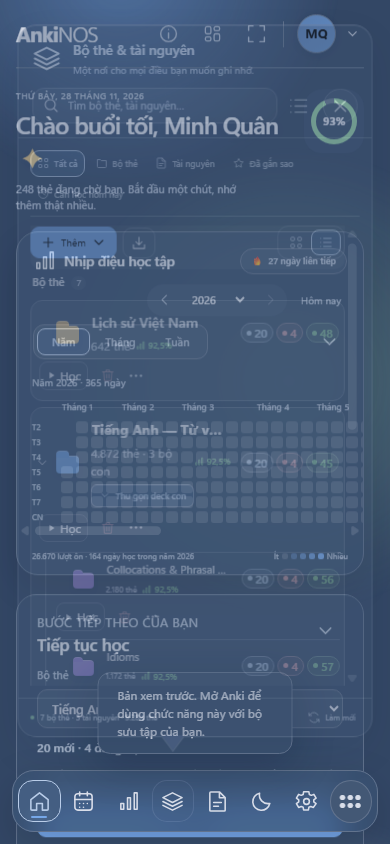 AnkiNOS
MQ
Bộ thẻ & tài nguyên
Một nơi cho mọi điều bạn muốn ghi nhớ.
THỨ BẢY, 28 THÁNG 11, 2026
Tìm bộ thẻ, tài nguyên...
Chào buổi tối, Minh Quân
93%
Tất cả
Bộ thẻ
Tài nguyên
Đã gắn sao
248 thẻ đang chờ bạn. Bắt đầu một chút, nhớ
thêm thật nhiều.
Thêm
Nhịp điệu học tập
27 ngày liên tiếp
Bộ thẻ 7
2026
Hôm nay
Lịch sử Việt Nam
20
4
48
Năm
Tháng
Tuần
642 thẻ
Học
Năm 2026 · 365 ngày
Tháng 1
Tháng 2
Tháng 3
Tháng 4
Tháng 5
T2
T3
T4
T5
T6
T7
CN
Tiếng Anh — Từ v...
4.872 thẻ · 3 bộ
con
92,5%
20
4
45
Thu gọn deck con
Học
26.670 lượt ôn · 164 ngày học trong năm 2026
Ít
Nhiều
Collocations & Phrasal ...
2.180 thẻ
92,5%
20
4
56
Học
BƯỚC TIẾP THEO CỦA BẠN
Tiếp tục học
Idioms
1.172 thẻ
92,5%
20
4
57
Bộ thẻ
Tiếng A
7 bộ thẻ
Làm mới
Bản xem trước. Mở Anki để
dùng chức năng này với bộ
sưu tập của bạn.
20 mới · 4 đ